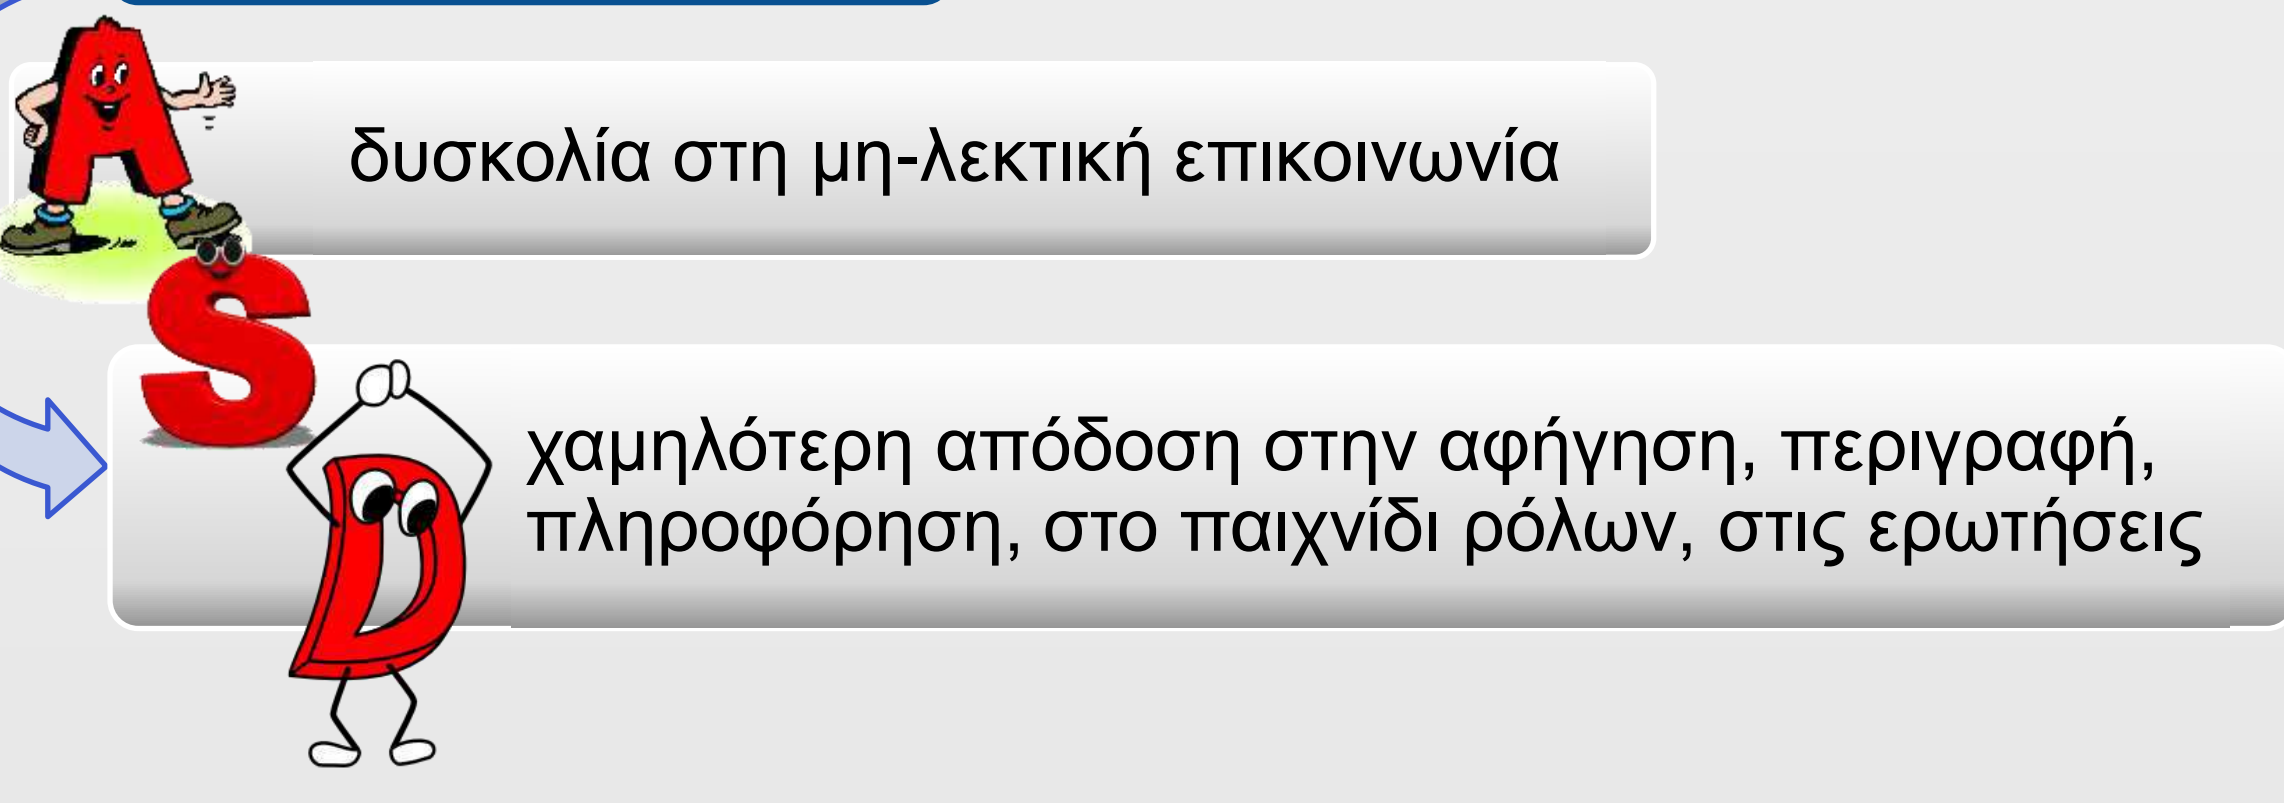 A
δυσκολία στη μη-λεκτική επικοινωνία
S
D
χαμηλότερη απόδοση στην αφήγηση, περιγραφή,
πληροφόρηση, στο παιχνίδι ρόλων, στις ερωτήσεις